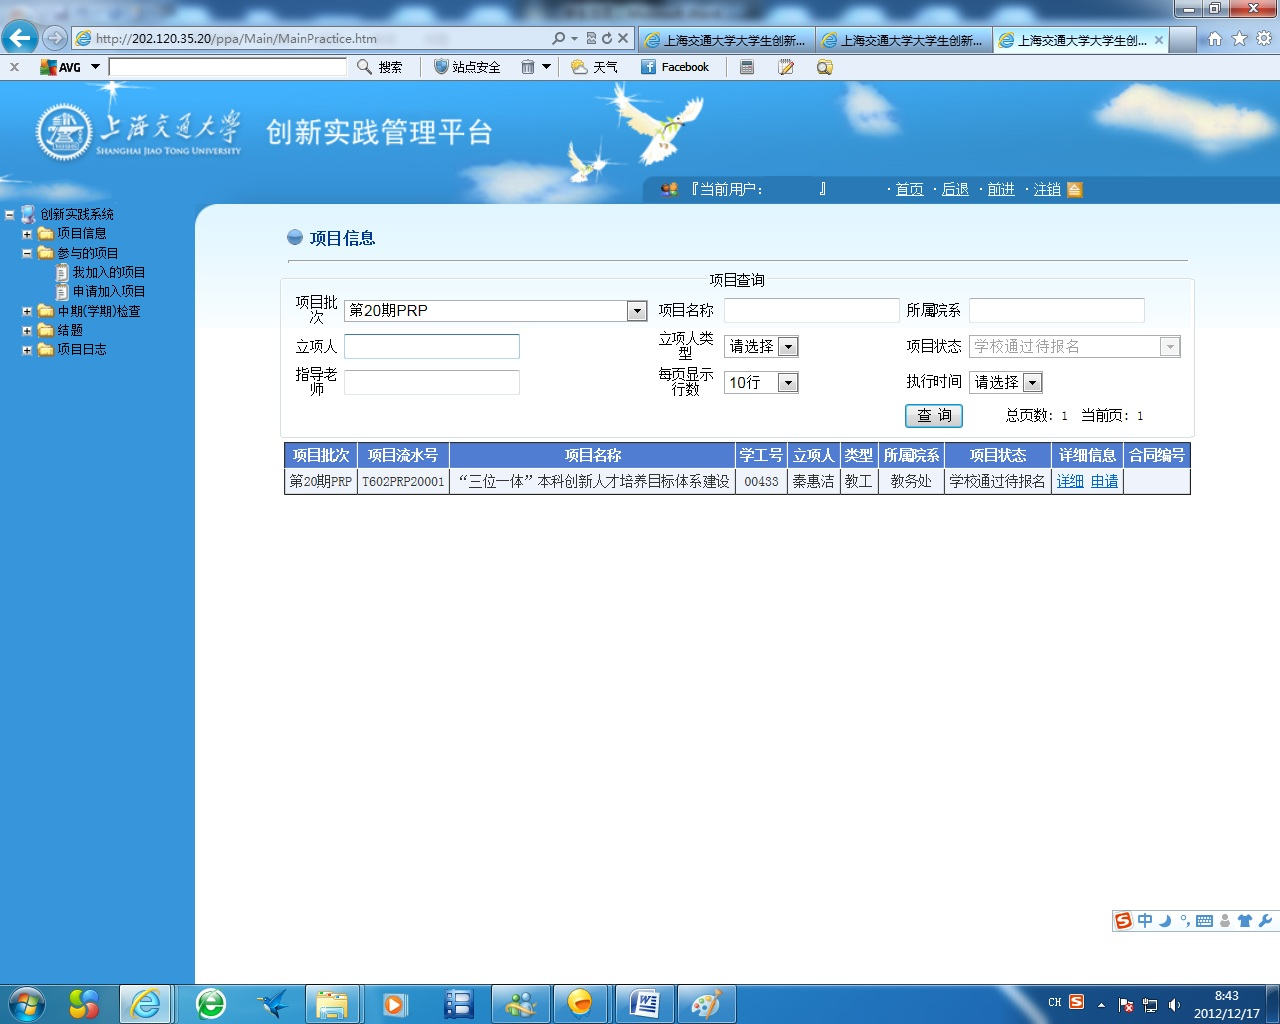 http://202.120.35.20/ppa/Main/MainPractice.htm
上海交通大学大学生创新...
上海交通大学大学生创新...
上海交通大学大学生创...
AVG
搜索
站点安全
天气
Facebook
上海交通大学
SHANGHAI JIAO TONG UNIVERSITY
创新实践管理平台
『当前用户: 』
·首页 ·后退 ·前进 ·注销
创新实践系统
项目信息
参与的项目
我加入的项目
申请加入项目
中期(学期)检查
结题
项目日志
项目信息
项目查询
项目批次 第20期PRP 项目名称 所属院系
立项人 立项人类型 请选择 项目状态 学校通过待报名
指导老师 每页显示行数 10行 执行时间 请选择
查 询 总页数: 1 当前页: 1
项目批次 项目流水号 项目名称 学工号 立项人 类型 所属院系 项目状态 详细信息 合同编号
第20期PRP T602PRP20001 “三位一体”本科创新人才培养目标体系建设 00433 秦惠洁 教工 教务处 学校通过待报名 详细 申请
中
CH
8:43
2012/12/17